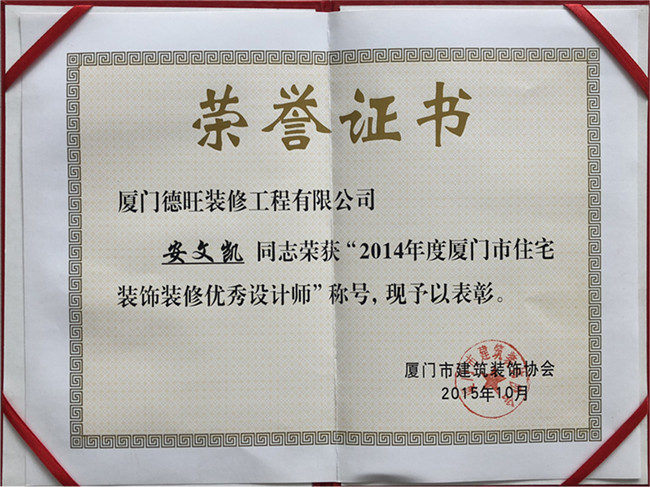 荣誉证书
厦门德旺装修工程有限公司
安文凯 同志荣获“2014年度厦门市住宅
装饰装修优秀设计师”称号，现予以表彰。
厦门市建筑装饰协会
2015年10月